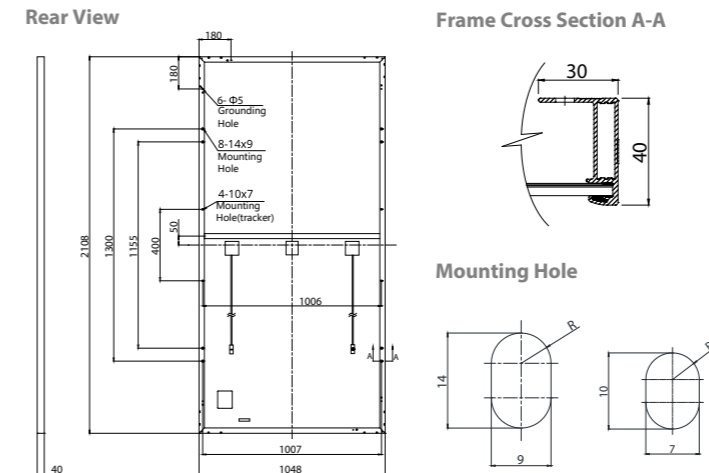 Rear View
180
180
6- Φ5
Grounding
Hole
8-14x9
Mounting
Hole
4-10x7
Mounting
Hole(tracker)
50
2108
1300
1155
400
1006
A
A
1007
40
1048
Frame Cross Section A-A
30
40
Mounting Hole
R
14
9
10
7